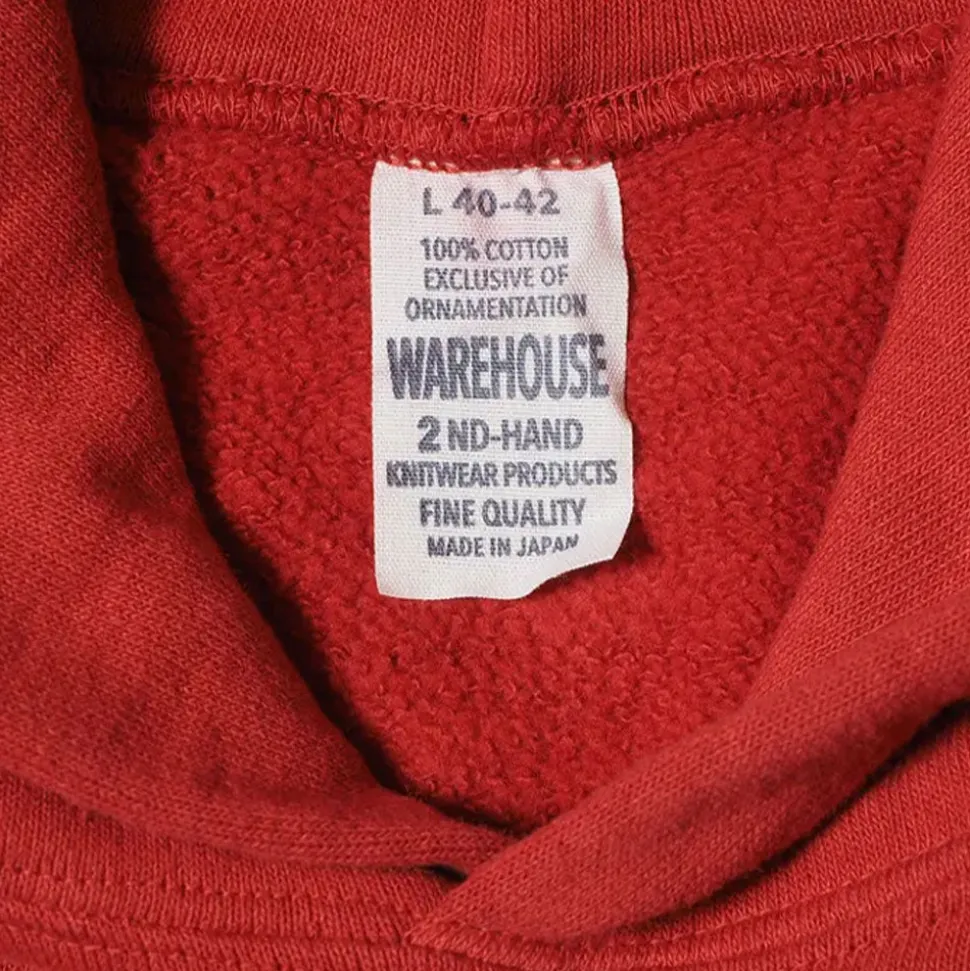 L 40-42
100% COTTON
EXCLUSIVE OF
ORNAMENTATION
WAREHOUSE
2 ND-HAND
KNITWEAR PRODUCTS
FINE QUALITY
MADE IN JAPAN